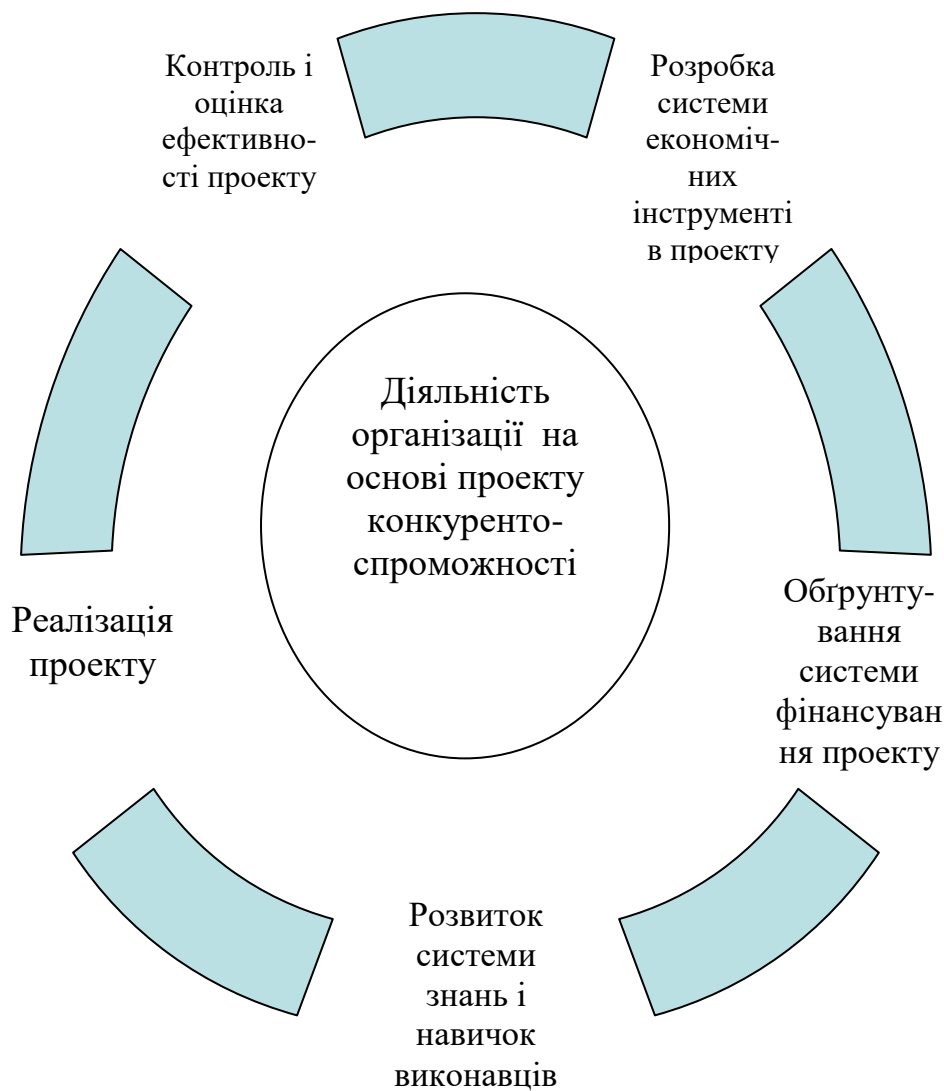 Контроль і
оцінка
ефективно-
сті проекту
Розробка
системи
економіч-
них
інструменті
в проекту
Діяльність
організації на
основі проекту
конкуренто-
спроможності
Реалізація
проекту
Обґрунту-
вання
системи
фінансуван
ня проекту
Розвиток
системи
знань і
навичок
виконавців